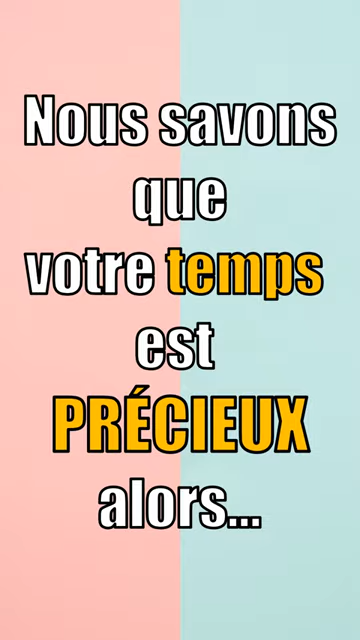 Nous savons
que
votre temps
est
PRÉCIEUX
alors...